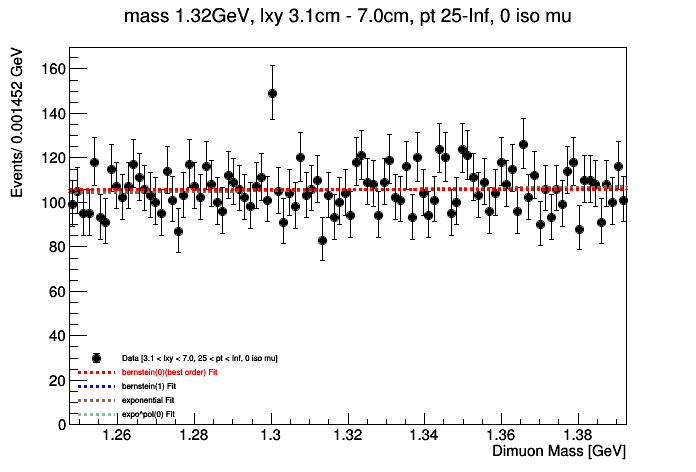 mass 1.32GeV, lxy 3.1cm - 7.0cm, pt 25-Inf, 0 iso mu
Events/ 0.001452 GeV
160
140
120
100
80
60
40
20
0
Data [3.1 < lxy < 7.0, 25 < pt < Inf, 0 iso mu]
bernstein(0)(best order) Fit
bernstein(1) Fit
exponential Fit
expo*pol(0) Fit
1.26 1.28 1.3 1.32 1.34 1.36 1.38
Dimuon Mass [GeV]